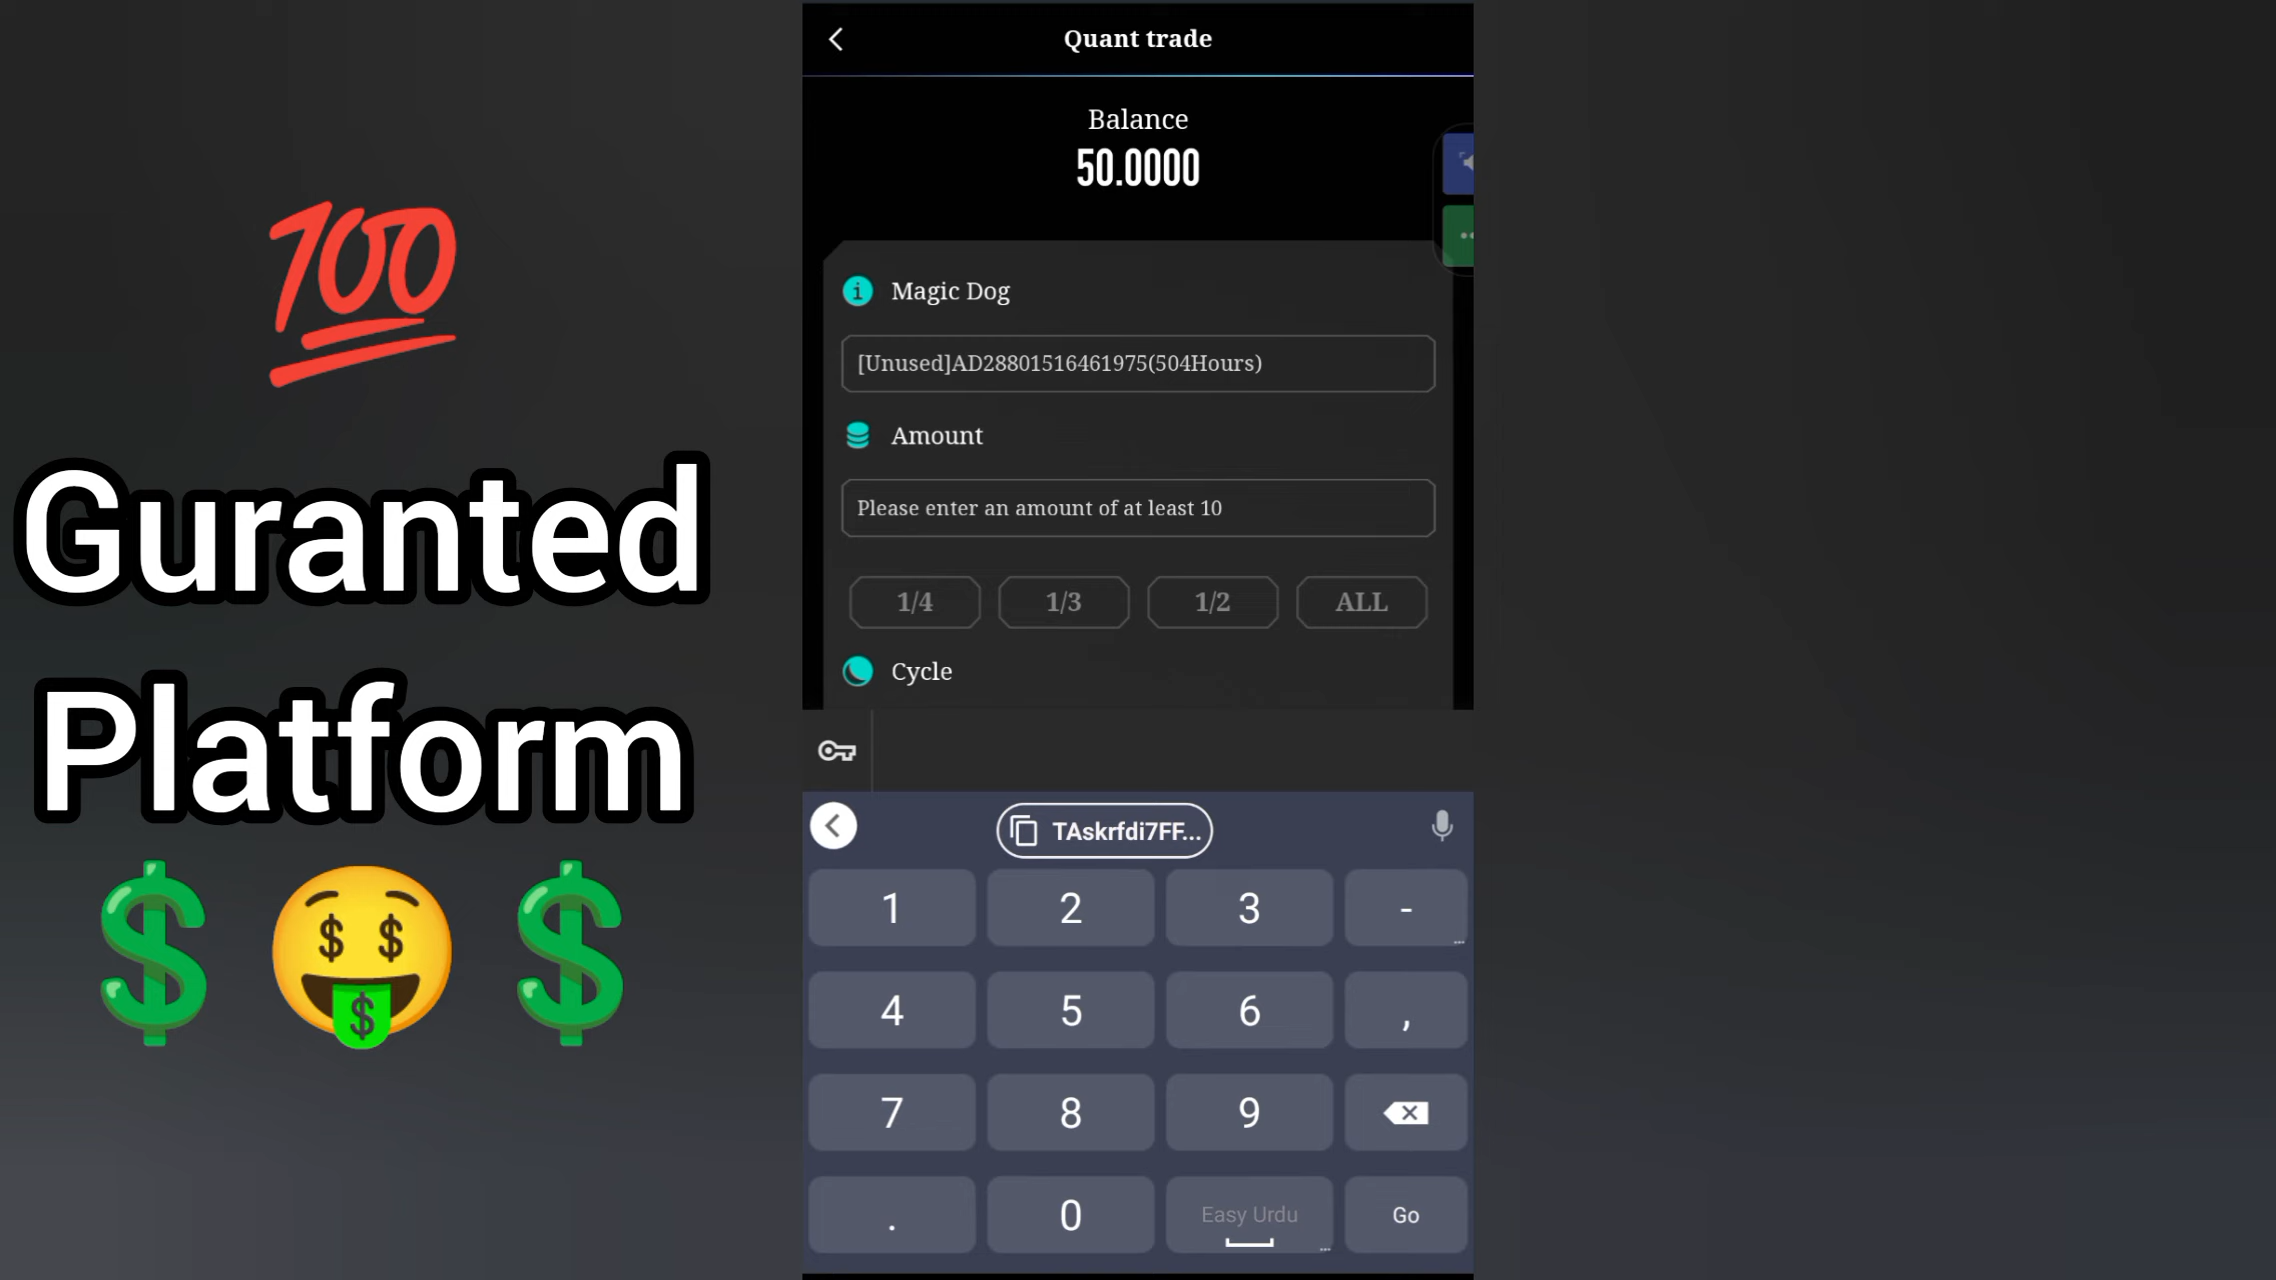 Quant trade
Balance
50.0000
Magic Dog
[Unused]AD28801516461975(504Hours)
Amount
Please enter an amount of at least 10
1/4 1/3 1/2 ALL
Cycle
💯
Guranted
Platform
💲🤑💲
TAskrfdi7FF...
1 2 3 -
4 5 6 ,
7 8 9
. 0 Easy Urdu Go